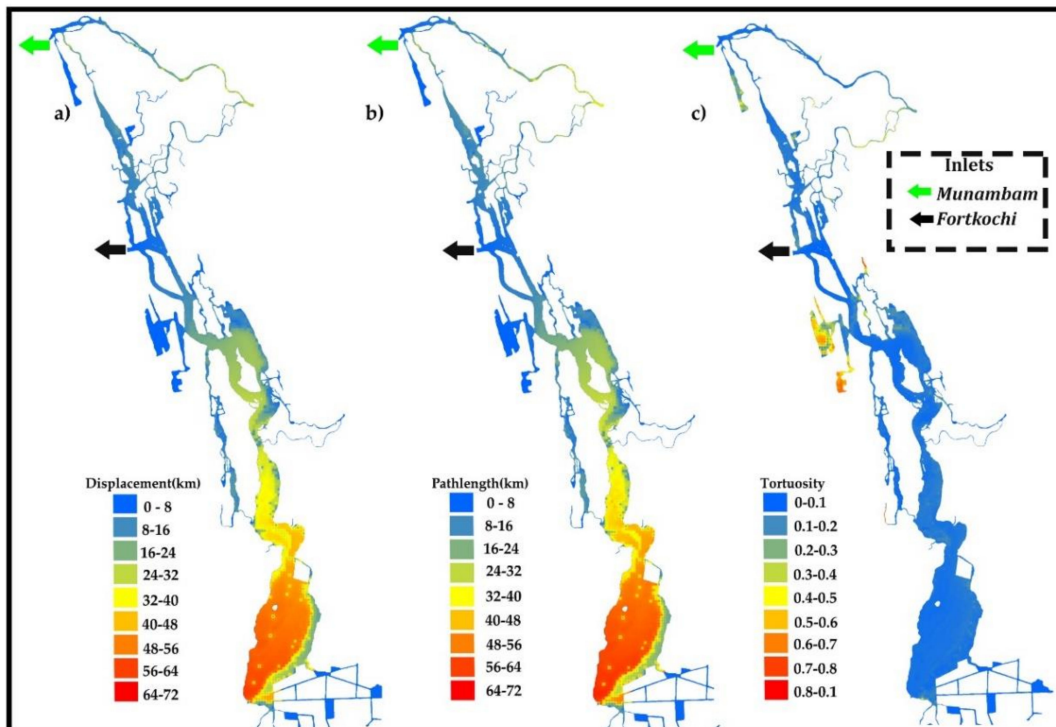 a)
b)
c)
Inlets
Munambam
Fortkochi
Displacement(km)
0 - 8
8-16
16-24
24-32
32-40
40-48
48-56
56-64
64-72
Pathlength(km)
0 - 8
8-16
16-24
24-32
32-40
40-48
48-56
56-64
64-72
Tortuosity
0-0.1
0.1-0.2
0.2-0.3
0.3-0.4
0.4-0.5
0.5-0.6
0.6-0.7
0.7-0.8
0.8-0.1